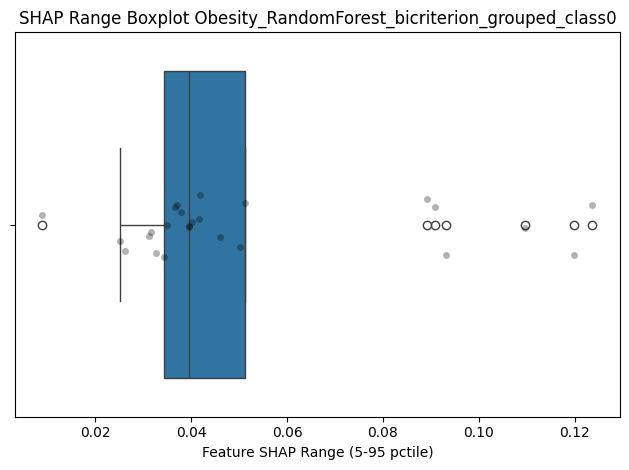 SHAP Range Boxplot Obesity_RandomForest_bicriterion_grouped_class0
0.02 0.04 0.06 0.08 0.10 0.12
Feature SHAP Range (5-95 pctile)